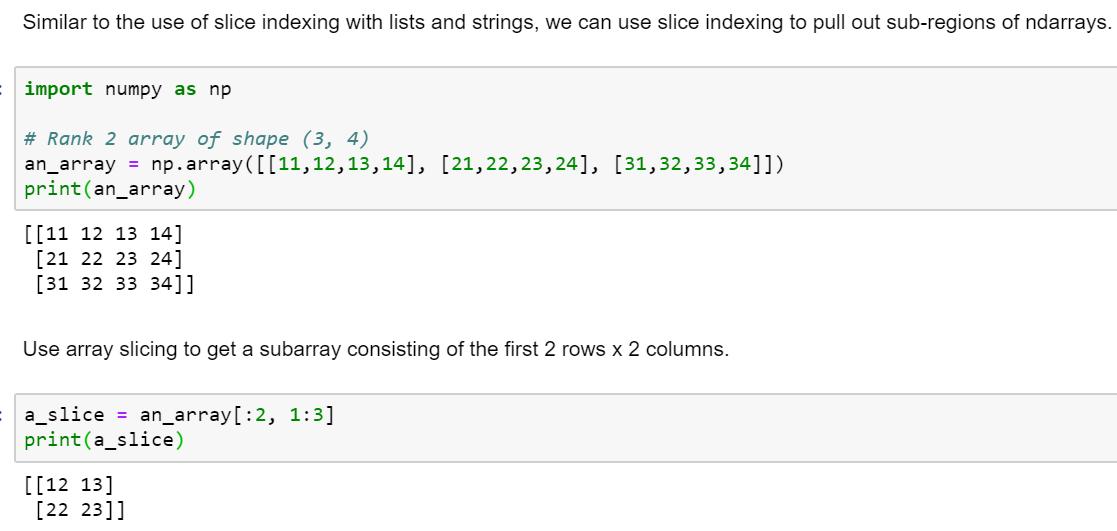 Similar to the use of slice indexing with lists and strings, we can use slice indexing to pull out sub-regions of ndarrays.
import numpy as np
# Rank 2 array of shape (3, 4)
an_array = np.array([[11,12,13,14], [21,22,23,24], [31,32,33,34]])
print(an_array)
[[11 12 13 14]
 [21 22 23 24]
 [31 32 33 34]]
Use array slicing to get a subarray consisting of the first 2 rows x 2 columns.
a_slice = an_array[:2, 1:3]
print(a_slice)
[[12 13]
 [22 23]]